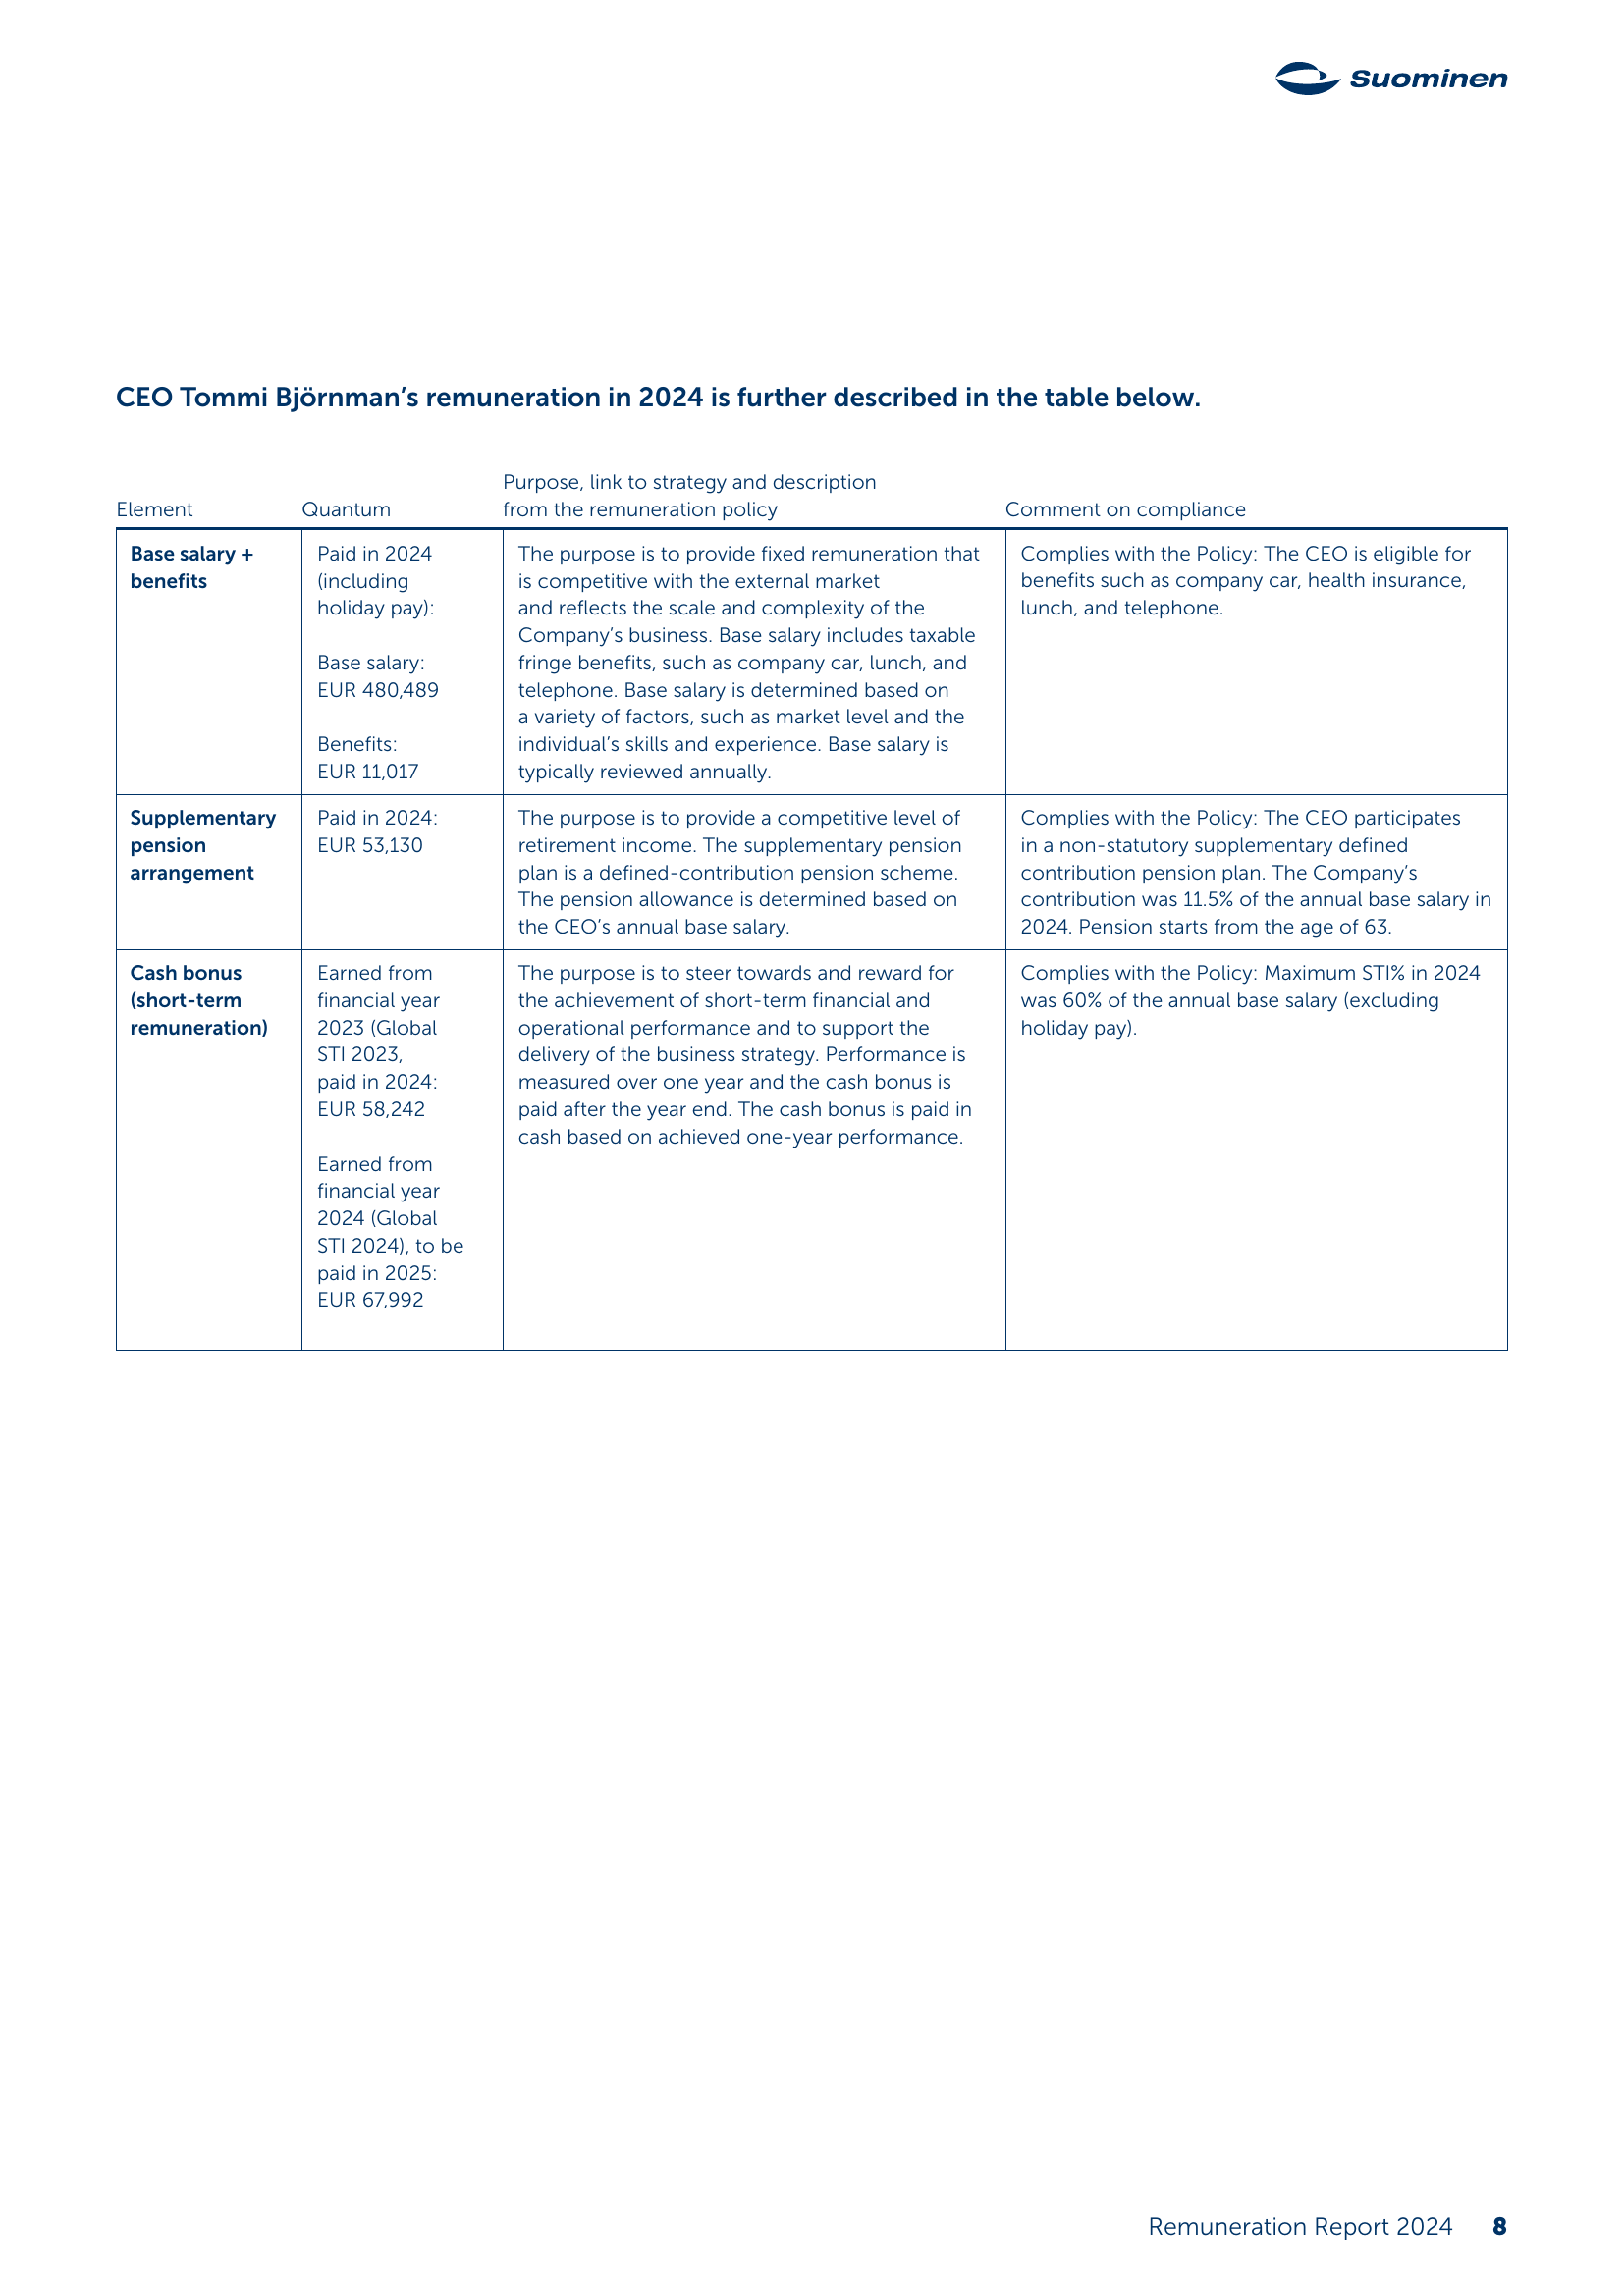 Suominen
CEO Tommi Björnman’s remuneration in 2024 is further described in the table below.
Element
Quantum
Purpose, link to strategy and description
from the remuneration policy
Comment on compliance
Base salary +
benefits
Paid in 2024
(including
holiday pay):
Base salary:
EUR 480,489
Benefits:
EUR 11,017
The purpose is to provide fixed remuneration that
is competitive with the external market
and reflects the scale and complexity of the
Company’s business. Base salary includes taxable
fringe benefits, such as company car, lunch, and
telephone. Base salary is determined based on
a variety of factors, such as market level and the
individual’s skills and experience. Base salary is
typically reviewed annually.
Complies with the Policy: The CEO is eligible for
benefits such as company car, health insurance,
lunch, and telephone.
Supplementary
pension
arrangement
Paid in 2024:
EUR 53,130
The purpose is to provide a competitive level of
retirement income. The supplementary pension
plan is a defined-contribution pension scheme.
The pension allowance is determined based on
the CEO’s annual base salary.
Complies with the Policy: The CEO participates
in a non-statutory supplementary defined
contribution pension plan. The Company’s
contribution was 11.5% of the annual base salary in
2024. Pension starts from the age of 63.
Cash bonus
(short-term
remuneration)
Earned from
financial year
2023 (Global
STI 2023,
paid in 2024:
EUR 58,242
Earned from
financial year
2024 (Global
STI 2024), to be
paid in 2025:
EUR 67,992
The purpose is to steer towards and reward for
the achievement of short-term financial and
operational performance and to support the
delivery of the business strategy. Performance is
measured over one year and the cash bonus is
paid after the year end. The cash bonus is paid in
cash based on achieved one-year performance.
Complies with the Policy: Maximum STI% in 2024
was 60% of the annual base salary (excluding
holiday pay).
Remuneration Report 2024 8